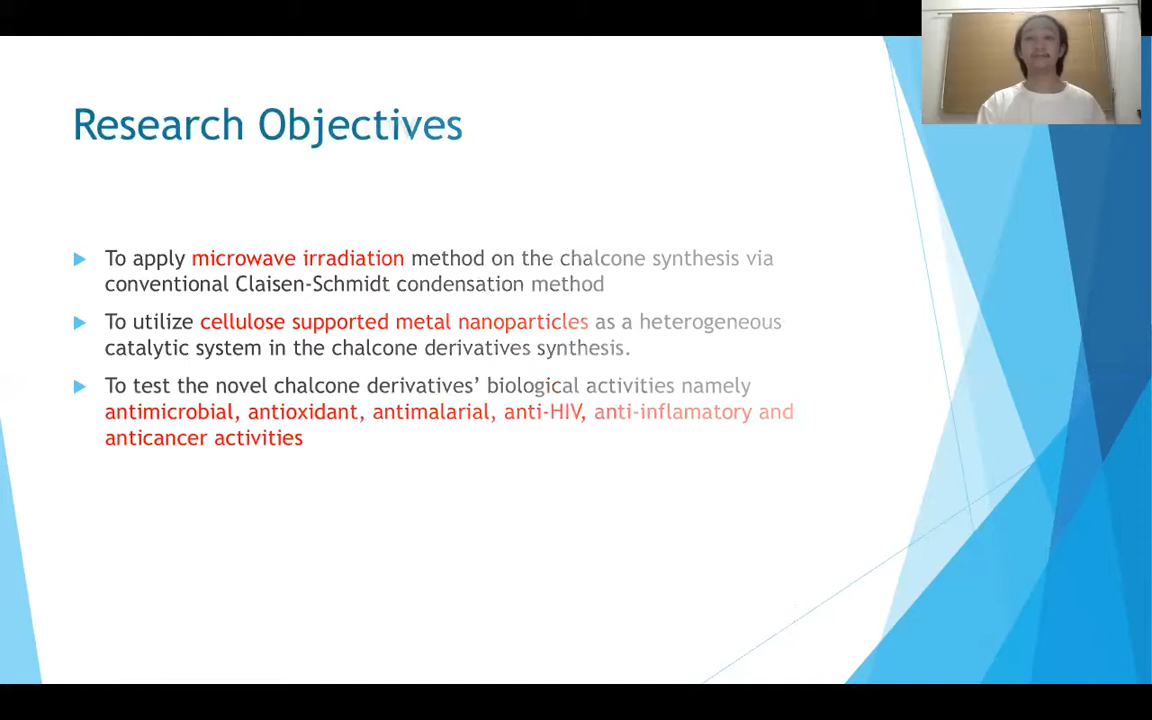 Research Objectives
To apply microwave irradiation method on the chalcone synthesis via
conventional Claisen-Schmidt condensation method
To utilize cellulose supported metal nanoparticles as a heterogeneous
catalytic system in the chalcone derivatives synthesis.
To test the novel chalcone derivatives’ biological activities namely
antimicrobial, antioxidant, antimalarial, anti-HIV, anti-inflamatory and
anticancer activities